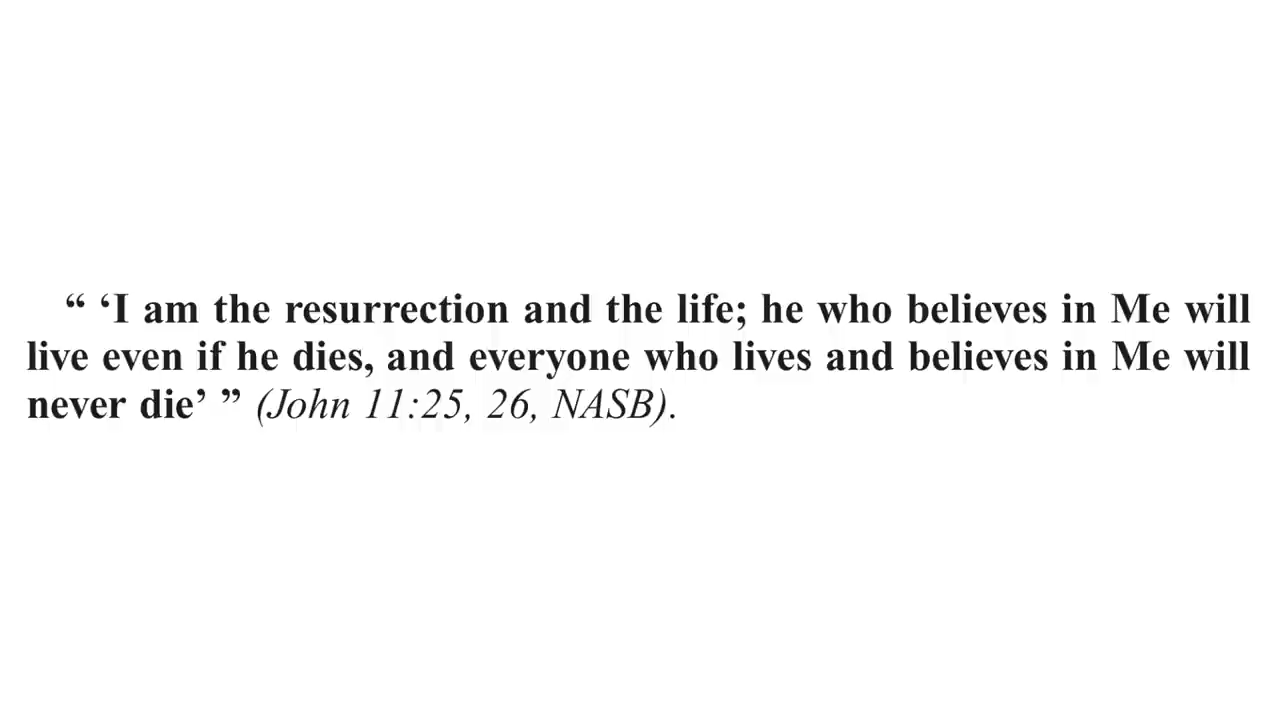 “ ‘I am the resurrection and the life; he who believes in Me will
live even if he dies, and everyone who lives and believes in Me will
never die’ ” (John 11:25, 26, NASB).